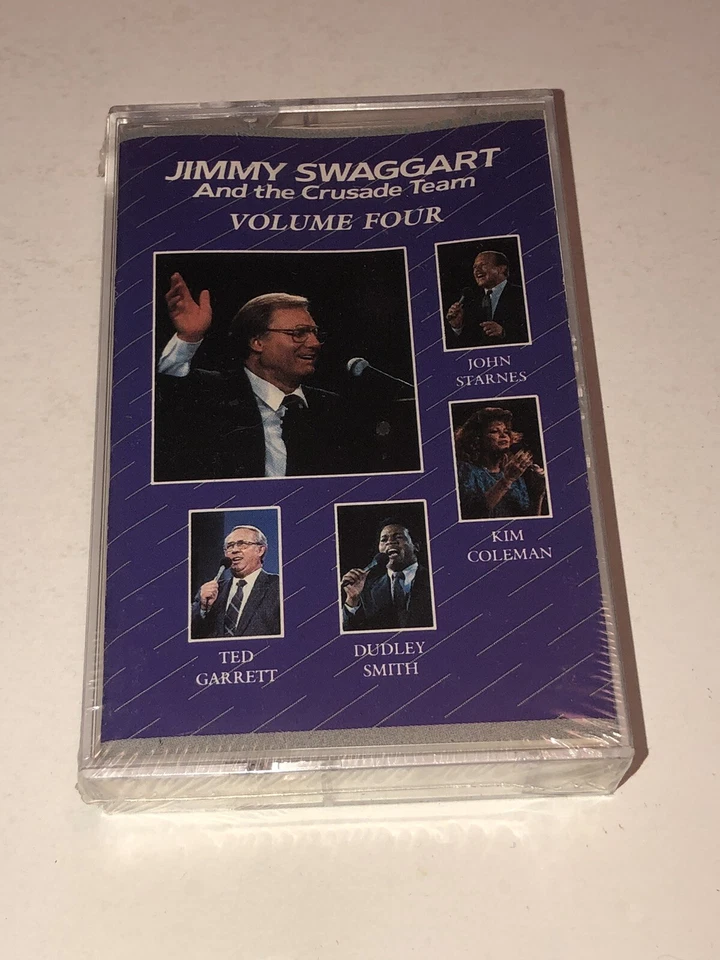 JIMMY SWAGGART
And the Crusade Team
VOLUME FOUR
JOHN
STARNES
KIM
COLEMAN
TED
GARRETT
DUDLEY
SMITH